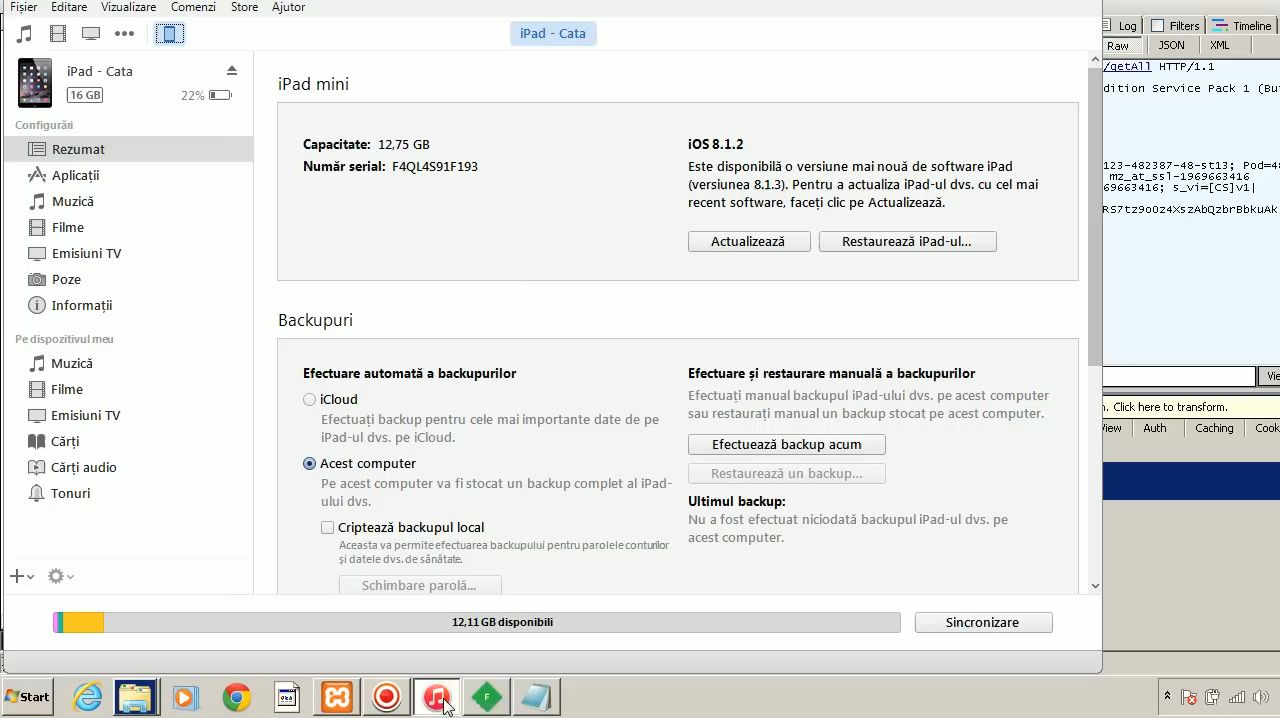 Fișier Editare Vizualizare Comenzi Store Ajutor
iPad - Cata
iPad - Cata
16 GB
22%
Configurări
Rezumat
Aplicații
Muzică
Filme
Emisiuni TV
Poze
Informații
Pe dispozitivul meu
Muzică
Filme
Emisiuni TV
Cărți
Cărți audio
Tonuri
iPad mini
Capacitate: 12,75 GB
Număr serial: F4QL4S91F193
iOS 8.1.2
Este disponibilă o versiune mai nouă de software iPad
(versiunea 8.1.3). Pentru a actualiza iPad-ul dvs. cu cel mai
recent software, faceți clic pe Actualizează.
Actualizează
Restaurează iPad-ul...
Backupuri
Efectuare automată a backupurilor
iCloud
Efectuați backup pentru cele mai importante date de pe
iPad-ul dvs. pe iCloud.
Acest computer
Pe acest computer va fi stocat un backup complet al iPad-
ului dvs.
Criptează backupul local
Aceasta va permite efectuarea backupului pentru parolele conturilor
și datele dvs. de sănătate.
Schimbare parolă...
Efectuare și restaurare manuală a backupurilor
Efectuați manual backupul iPad-ului dvs. pe acest computer
sau restaurați manual un backup stocat pe acest computer.
Efectuează backup acum
Restaurează un backup...
Ultimul backup:
Nu a fost efectuat niciodată backupul iPad-ului dvs. pe
acest computer.
12,11 GB disponibili
Sincronizare
Log Filters Timeline
Raw JSON XML
/getAll HTTP/1.1
dition Service Pack 1 (Bu
123-482387-48-st13; Pod=48
mz_at_ssl-1969663416
69663416; s_vi=[CS]v1|
n. Click here to transform.
iew Auth Caching Cook
Start